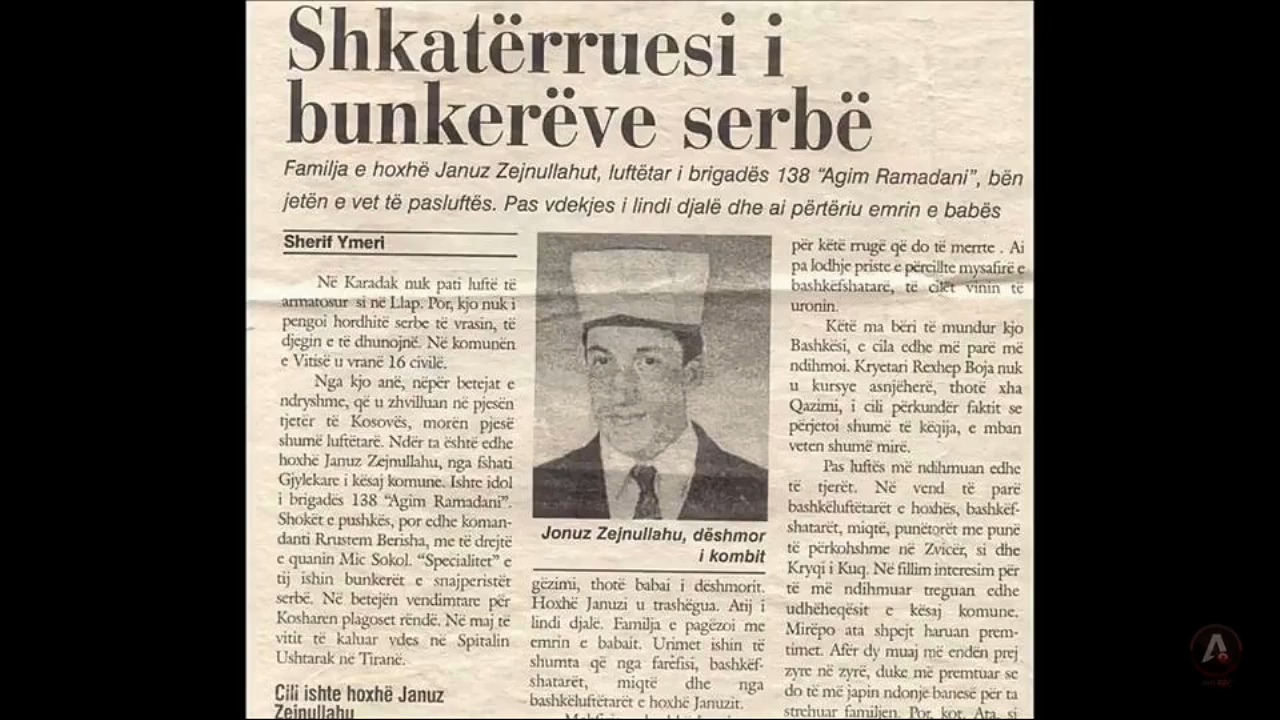 Shkatërruesi i
bunkerëve serbë
Familja e hoxhë Januz Zejnullahut, luftëtar i brigadës 138 “Agim Ramadani”, bën
jetën e vet të pasluftës. Pas vdekjes i lindi djalë dhe ai përtëriu emrin e babës
Sherif Ymeri
Në Karadak nuk pati luftë të
armatosur si në Llap. Por, kjo nuk i
pengoi hordhitë serbe të vrasin, të
djegin e të dhunojnë. Në komunën
e Vitisë u vranë 16 civilë.
Nga kjo anë, nëpër betejat e
ndryshme, që u zhvilluan në pjesën
tjetër të Kosovës, morën pjesë
shumë luftëtarë. Ndër ta është edhe
hoxhë Januz Zejnullahu, nga fshati
Gjylekare i kësaj komune. Ishte idol
i brigadës 138 “Agim Ramadani”.
Shokët e pushkës, por edhe koman-
danti Rrustem Berisha, me të drejtë
e quanin Mic Sokol. “Specialitet” e
tij ishin bunkerët e snajperistër
serbë. Në betejën vendimtare për
Kosharen plagoset rëndë. Në maj të
vitit të kaluar vdes në Spitalin
Ushtarak në Tiranë.
Cili ishte hoxhë Januz
Zejnullahu
Jonuz Zejnullahu, dëshmor
i kombit
gëzimi, thotë babai i dëshmorit.
Hoxhë Januzi u trashëgua. Atij i
lindi djalë. Familja e pagëzoi me
emrin e babait. Urimet ishin të
shumta që nga farëfisi, bashkëf-
shatarët, miqtë dhe nga
bashkëluftëtarët e hoxhë Januzit.
për këtë rrugë që do të merrte . Ai
pa lodhje priste e përcillte mysafirë e
bashkëfshatarë, të cilët vinin të
uronin.
Këtë ma bëri të mundur kjo
Bashkësi, e cila edhe më parë më
ndihmoi. Kryetari Rexhep Boja nuk
u kursye asnjëherë, thotë xha
Qazimi, i cili përkundër faktit se
përjetoi shumë të këqija, e mban
veten shumë mirë.
Pas luftës më ndihmuan edhe
të tjerët. Në vend të parë
bashkëluftëtarët e hoxhës, bashkëf-
shatarët, miqtë, punëtorët me punë
të përkohshme në Zvicër, si dhe
Kryqi i Kuq. Në fillim interesim për
të më ndihmuar treguan edhe
udhëheqësit e kësaj komune.
Mirëpo ata shpejt haruan prem-
timet. Afër dy muaj më endën prej
zyre në zyrë, duke më premtuar se
do të më japin ndonjë banesë për ta
strehuar familjen. Por, kot. Ata, si